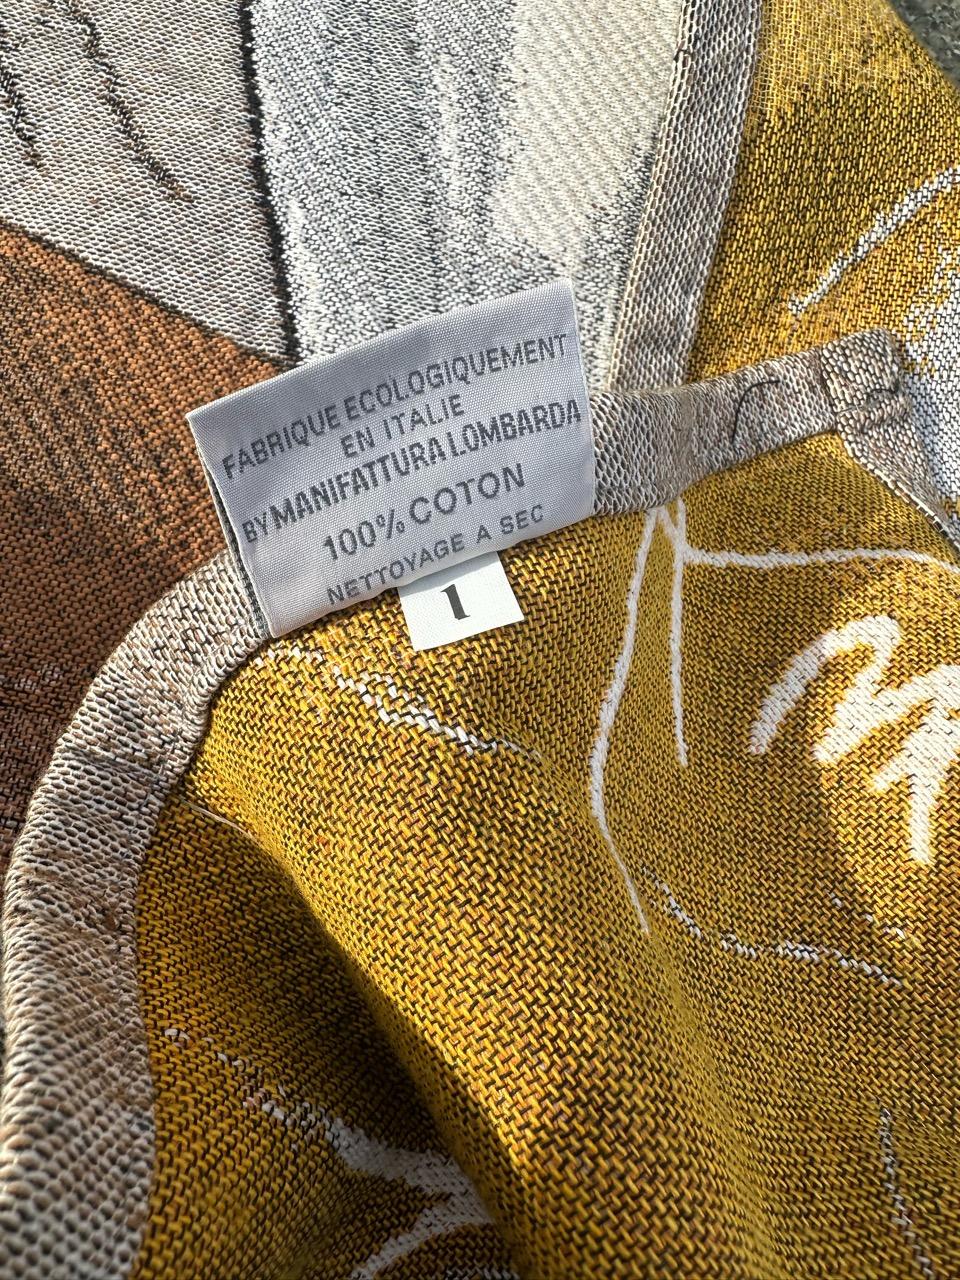 FABRIQUE ECOLOGIQUEMENT
EN ITALIE
BY MANIFATTURA LOMBARDA
100% COTON
NETTOYAGE A SEC
1